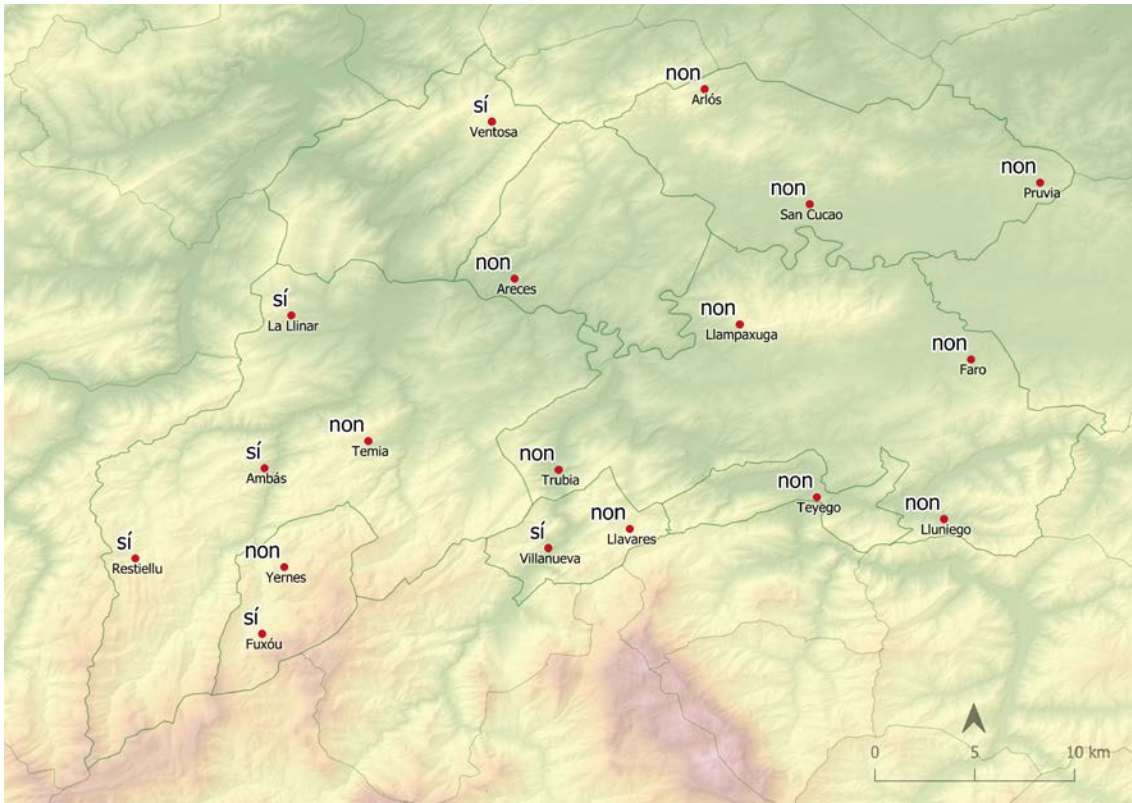 non
Arlós
sí
Ventosa
non
Pruvia
non
San Cucao
non
Areces
sí
La Llinar
non
Llampaxuga
non
Faro
non
Temia
sí
Ambás
non
Trubia
non
Teyego
non
Lluniego
non
Llavares
sí
Villanueva
sí
Restiellu
non
Yernes
sí
Fuxóu
0 5 10 km